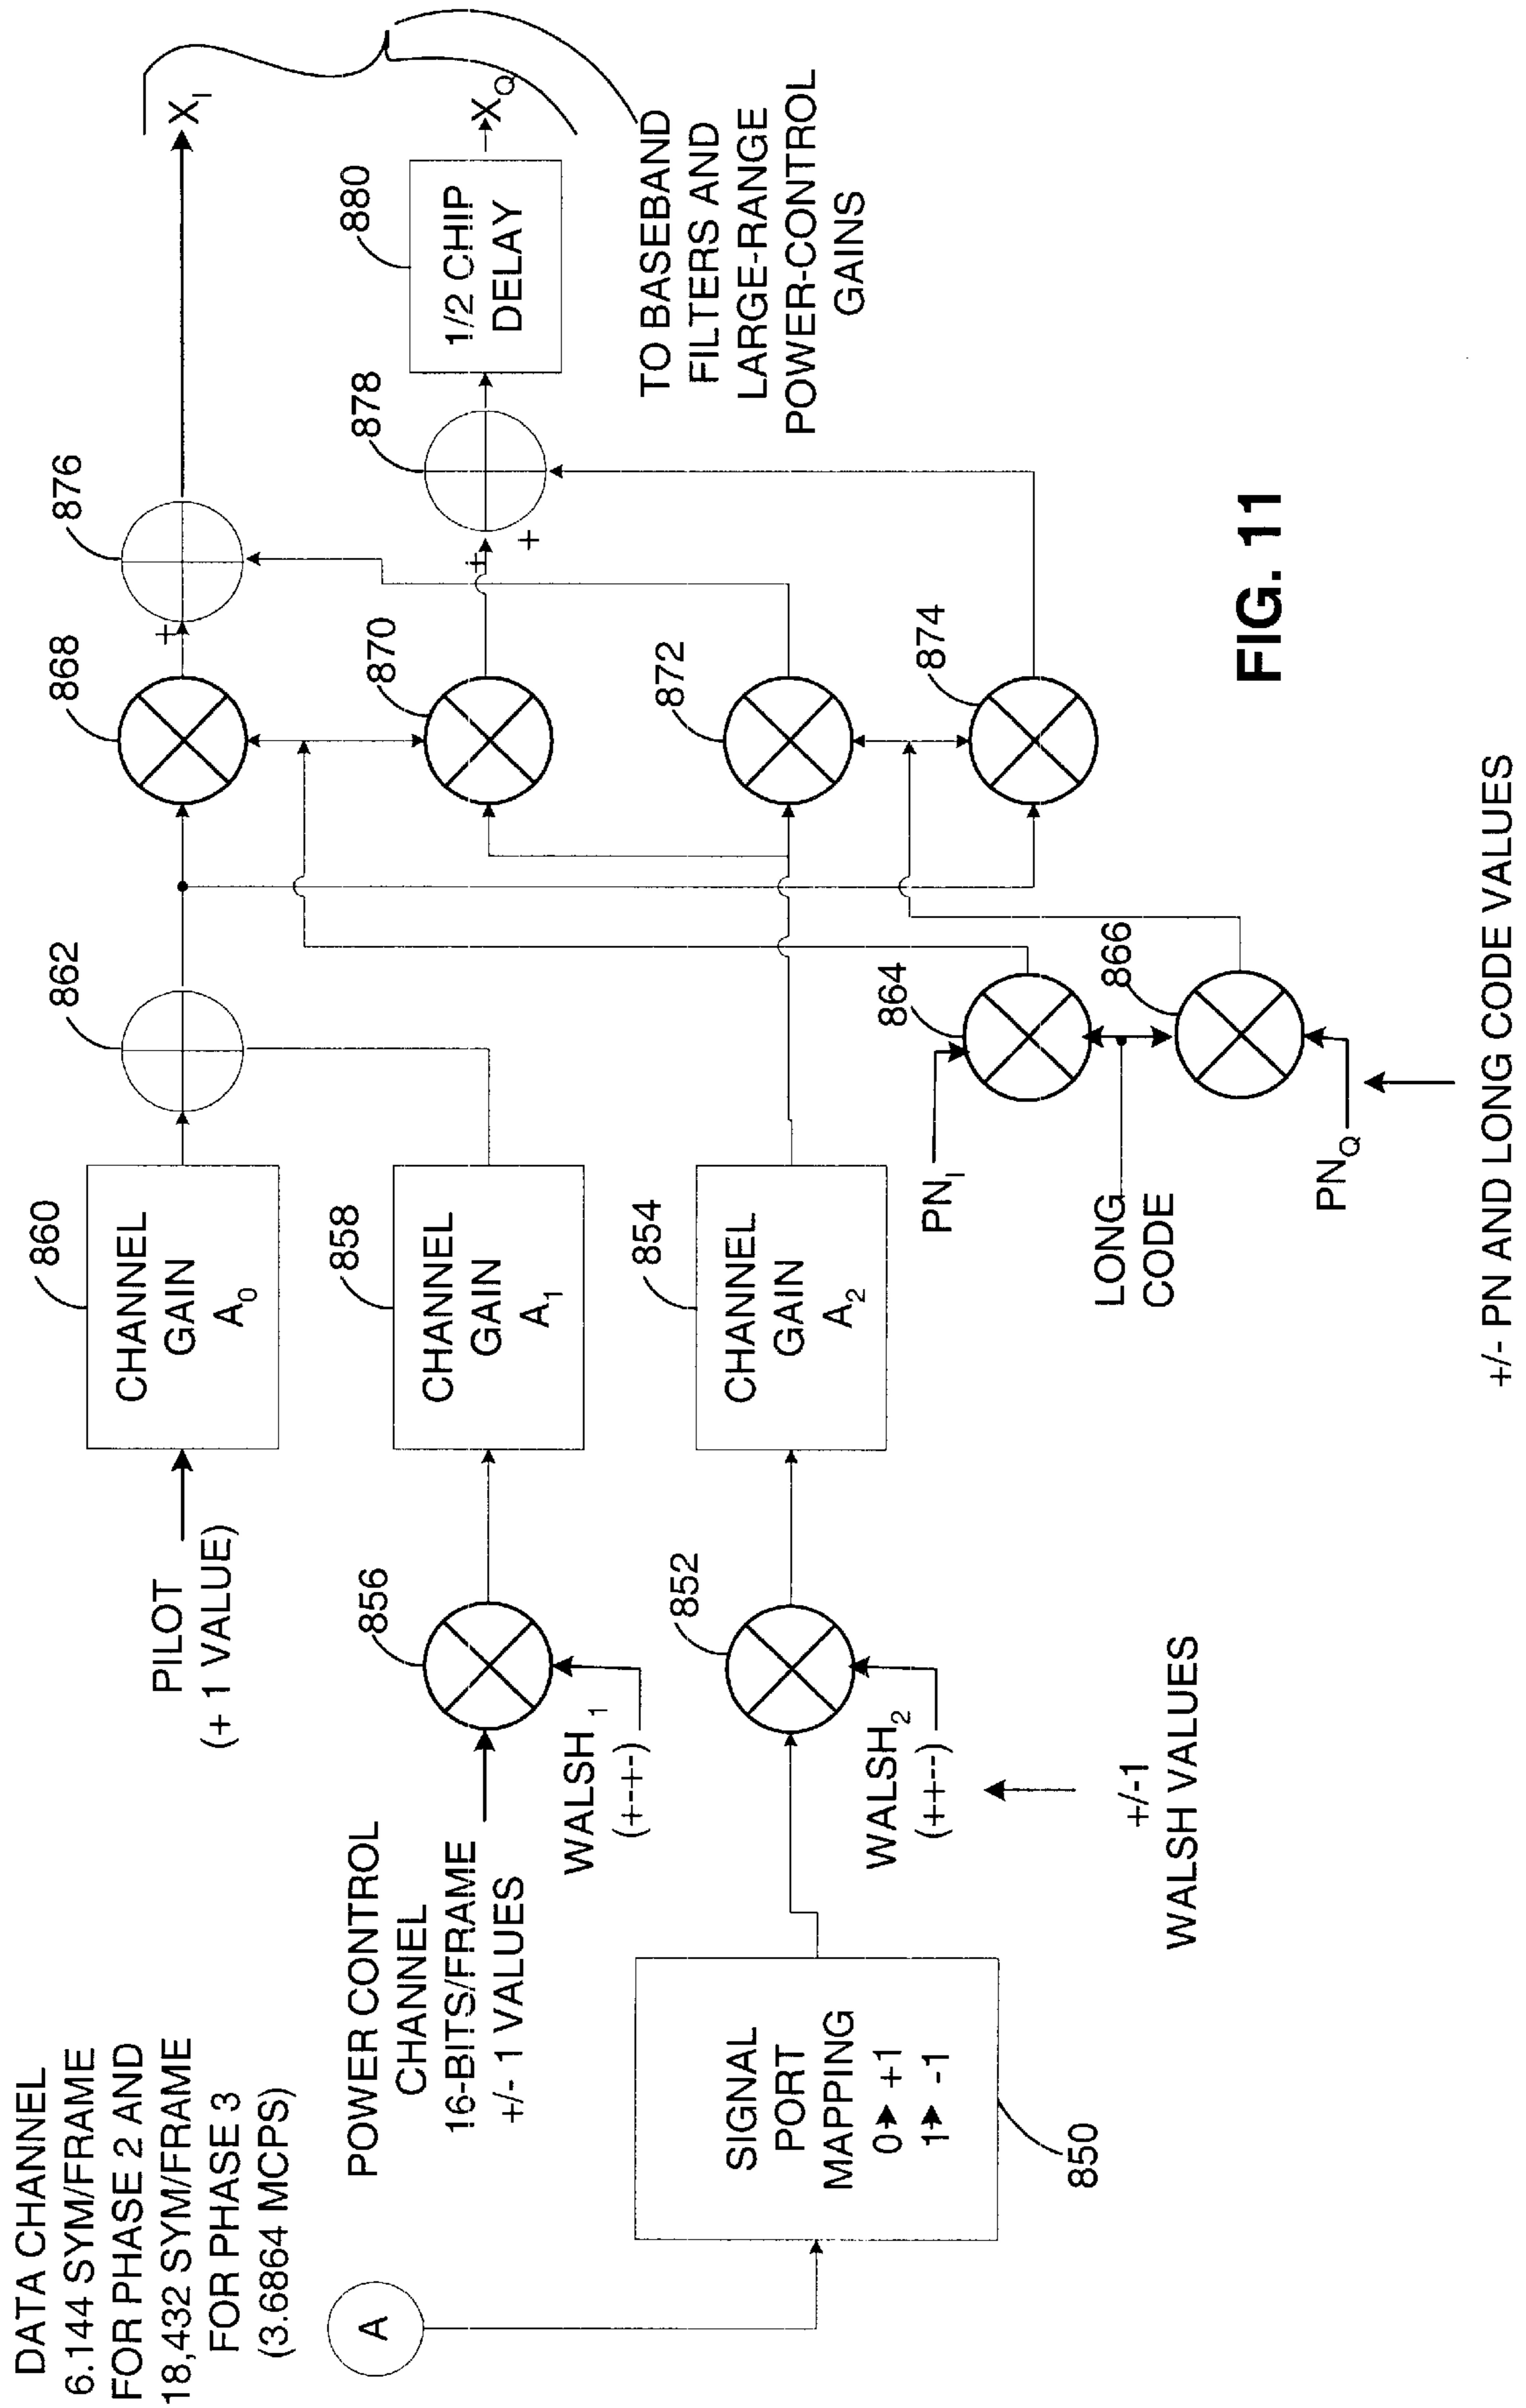 DATA CHANNEL
6.144 SYM/FRAME
FOR PHASE 2 AND
18,432 SYM/FRAME
FOR PHASE 3
(3.6864 MCPS)
A
SIGNAL
PORT
MAPPING
0→ +1
1→ -1
850
POWER CONTROL
CHANNEL
16-BITS/FRAME
+/- 1 VALUES
PILOT
(+ 1 VALUE)
856
WALSH 1
(+-+-)
852
WALSH2
(++--)
+/-1
WALSH VALUES
860
CHANNEL
GAIN
A0
858
CHANNEL
GAIN
A1
854
CHANNEL
GAIN
A2
862
PNI
LONG
CODE
PNQ
864
866
+/- PN AND LONG CODE VALUES
868
870
872
874
+
+
+
876
878
880
1/2 CHIP
DELAY
XI
XQ
TO BASEBAND
FILTERS AND
LARGE-RANGE
POWER-CONTROL
GAINS
FIG. 11